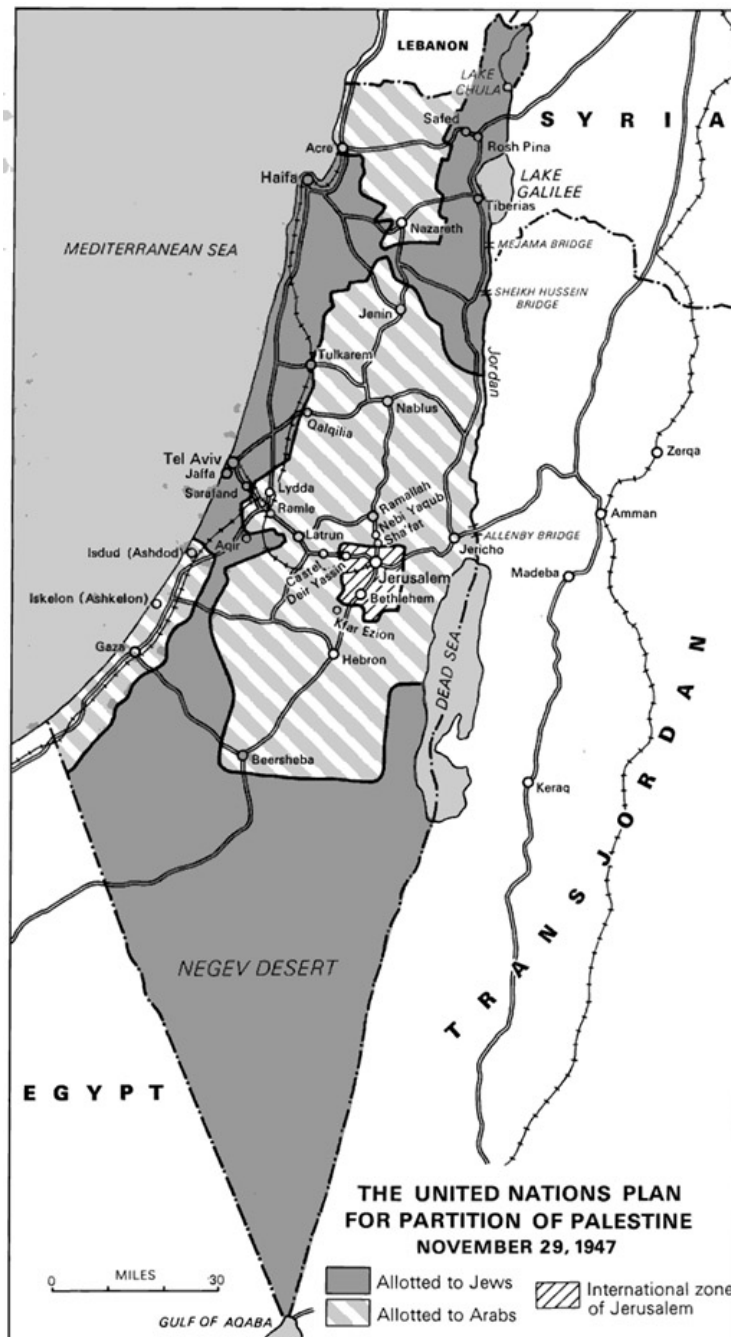 LEBANON
LAKE
CHULA
Safed
SYRIA
Acre
Rosh Pina
Haifa
LAKE
GALILEE
Tiberias
MEDITERRANEAN SEA
Nazareth
MEJAMA BRIDGE
SHEIKH HUSSEIN
BRIDGE
Jenin
Jordan
Tulkarem
Nablus
Qalqilia
Tel Aviv
Jaffa
Sarafand
Zerqa
Lydda
Ramle
Ramallah
Nebi Yaqub
Sha'fat
Amman
Latrun
ALLENBY BRIDGE
Aqir
Jericho
Isdud (Ashdod)
Castel
Deir Yassin
Jerusalem
Madeba
Bethlehem
Iskelon (Ashkelon)
Kfar Ezion
Gaza
Hebron
DEAD SEA
Beersheba
Keraq
TRANSJORDAN
NEGEV DESERT
EGYPT
THE UNITED NATIONS PLAN
FOR PARTITION OF PALESTINE
NOVEMBER 29, 1947
MILES
0 30
Allotted to Jews
Allotted to Arabs
International zone
of Jerusalem
GULF OF AQABA